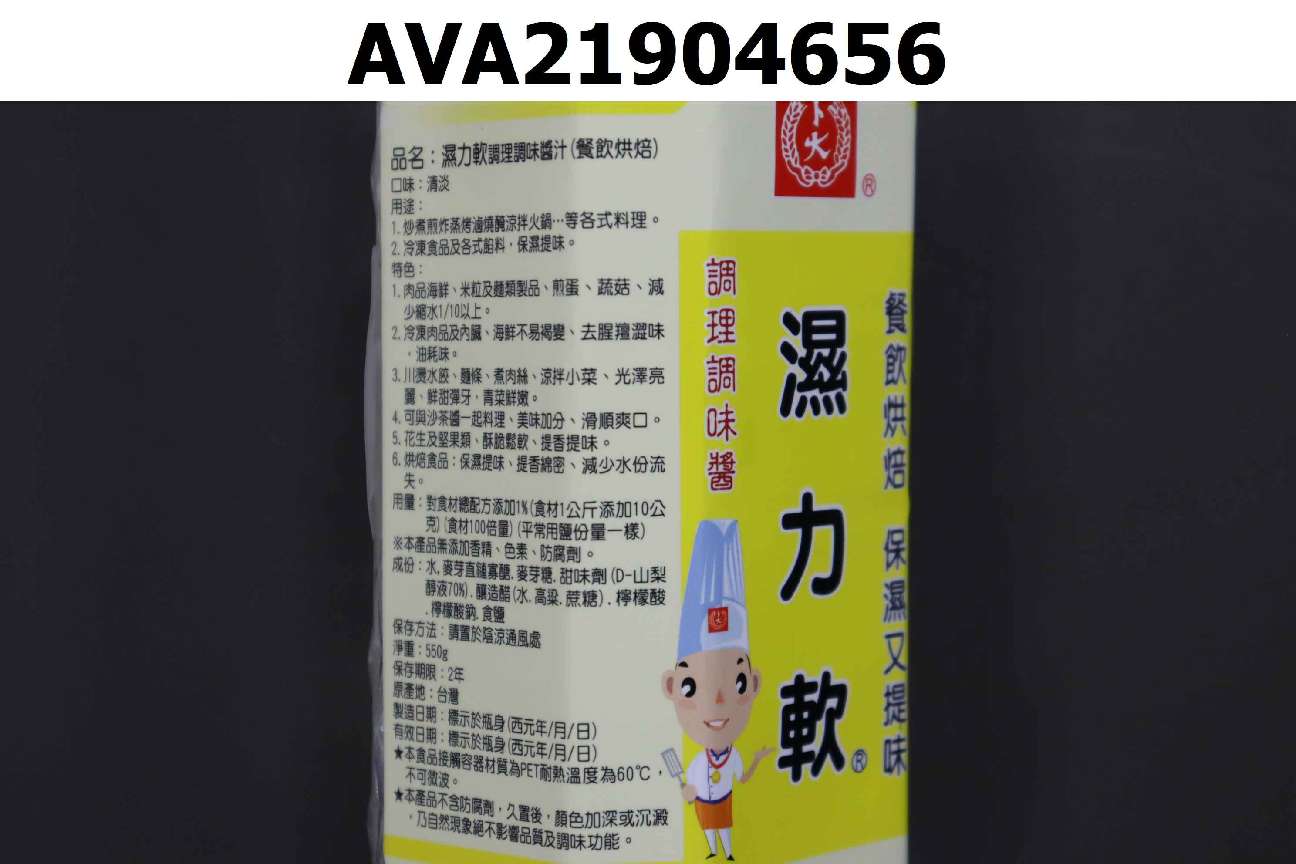 AVA21904656
品名：濕力軟調理調味醬汁(餐飲烘焙)
口味：清淡
用途：
1.炒煮煎炸蒸烤滷燒醃涼拌火鍋…等各式料理。
2.冷凍食品及各式餡料，保濕提味。
特色：
1.肉品海鮮、米粒及麵類製品、煎蛋、蔬菇、減
少縮水1/10以上。
2.冷凍肉品及內臟、海鮮不易褐變、去腥羶澀味
，油耗味。
3.川燙水餃、麵條、煮肉絲、涼拌小菜、光澤亮
麗、鮮甜彈牙，青菜鮮嫩。
4.可與沙茶醬一起料理、美味加分、滑順爽口。
5.花生及堅果類、酥脆鬆軟、提香提味。
6.烘焙食品：保濕提味、提香綿密、減少水份流
失。
用量：對食材總配方添加1%(食材1公斤添加10公
克)(食材100倍量)(平常用鹽份量一樣)
※本產品無添加香精、色素、防腐劑。
成份：水,麥芽直鏈寡醣,麥芽糖,甜味劑(D-山梨
醇液70%),釀造醋(水,高粱,蔗糖),檸檬酸
,檸檬酸鈉,食鹽
保存方法：請置於陰涼通風處
淨重：550g
保存期限：2年
原產地：台灣
製造日期：標示於瓶身(西元年/月/日)
有效日期：標示於瓶身(西元年/月/日)
★本食品接觸容器材質為PET耐熱溫度為60℃，
不可微波。
★本產品不含防腐劑，久置後，顏色加深或沉澱
，乃自然現象絕不影響品質及調味功能。
卜火®
調理調味醬
濕力軟®
餐飲烘焙 保濕又提味
卜火